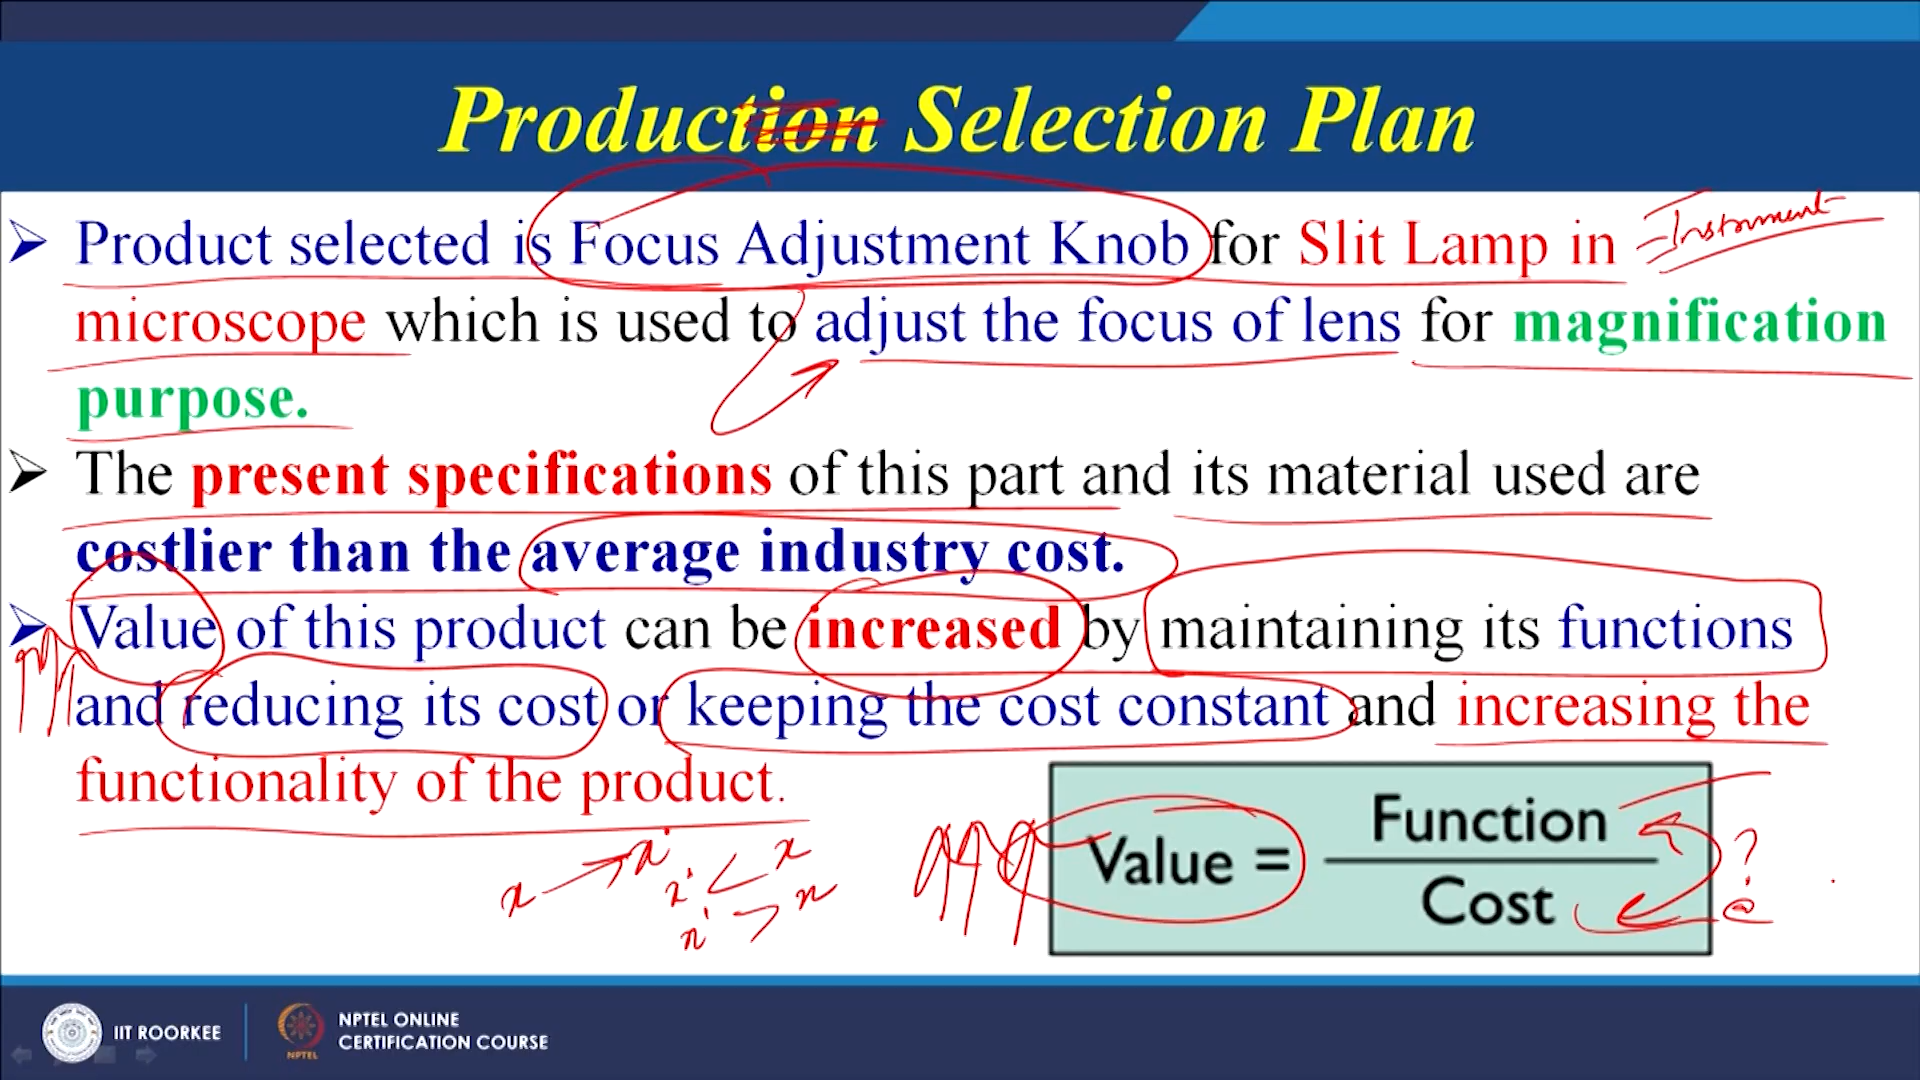 Production Selection Plan
Product selected is Focus Adjustment Knob for Slit Lamp in
Instrument
microscope which is used to adjust the focus of lens for magnification
purpose.
The present specifications of this part and its material used are
costlier than the average industry cost.
Value of this product can be increased by maintaining its functions
and reducing its cost or keeping the cost constant and increasing the
functionality of the product.
Value = Function
Cost
?
IIT ROORKEE
NPTEL
NPTEL ONLINE
CERTIFICATION COURSE